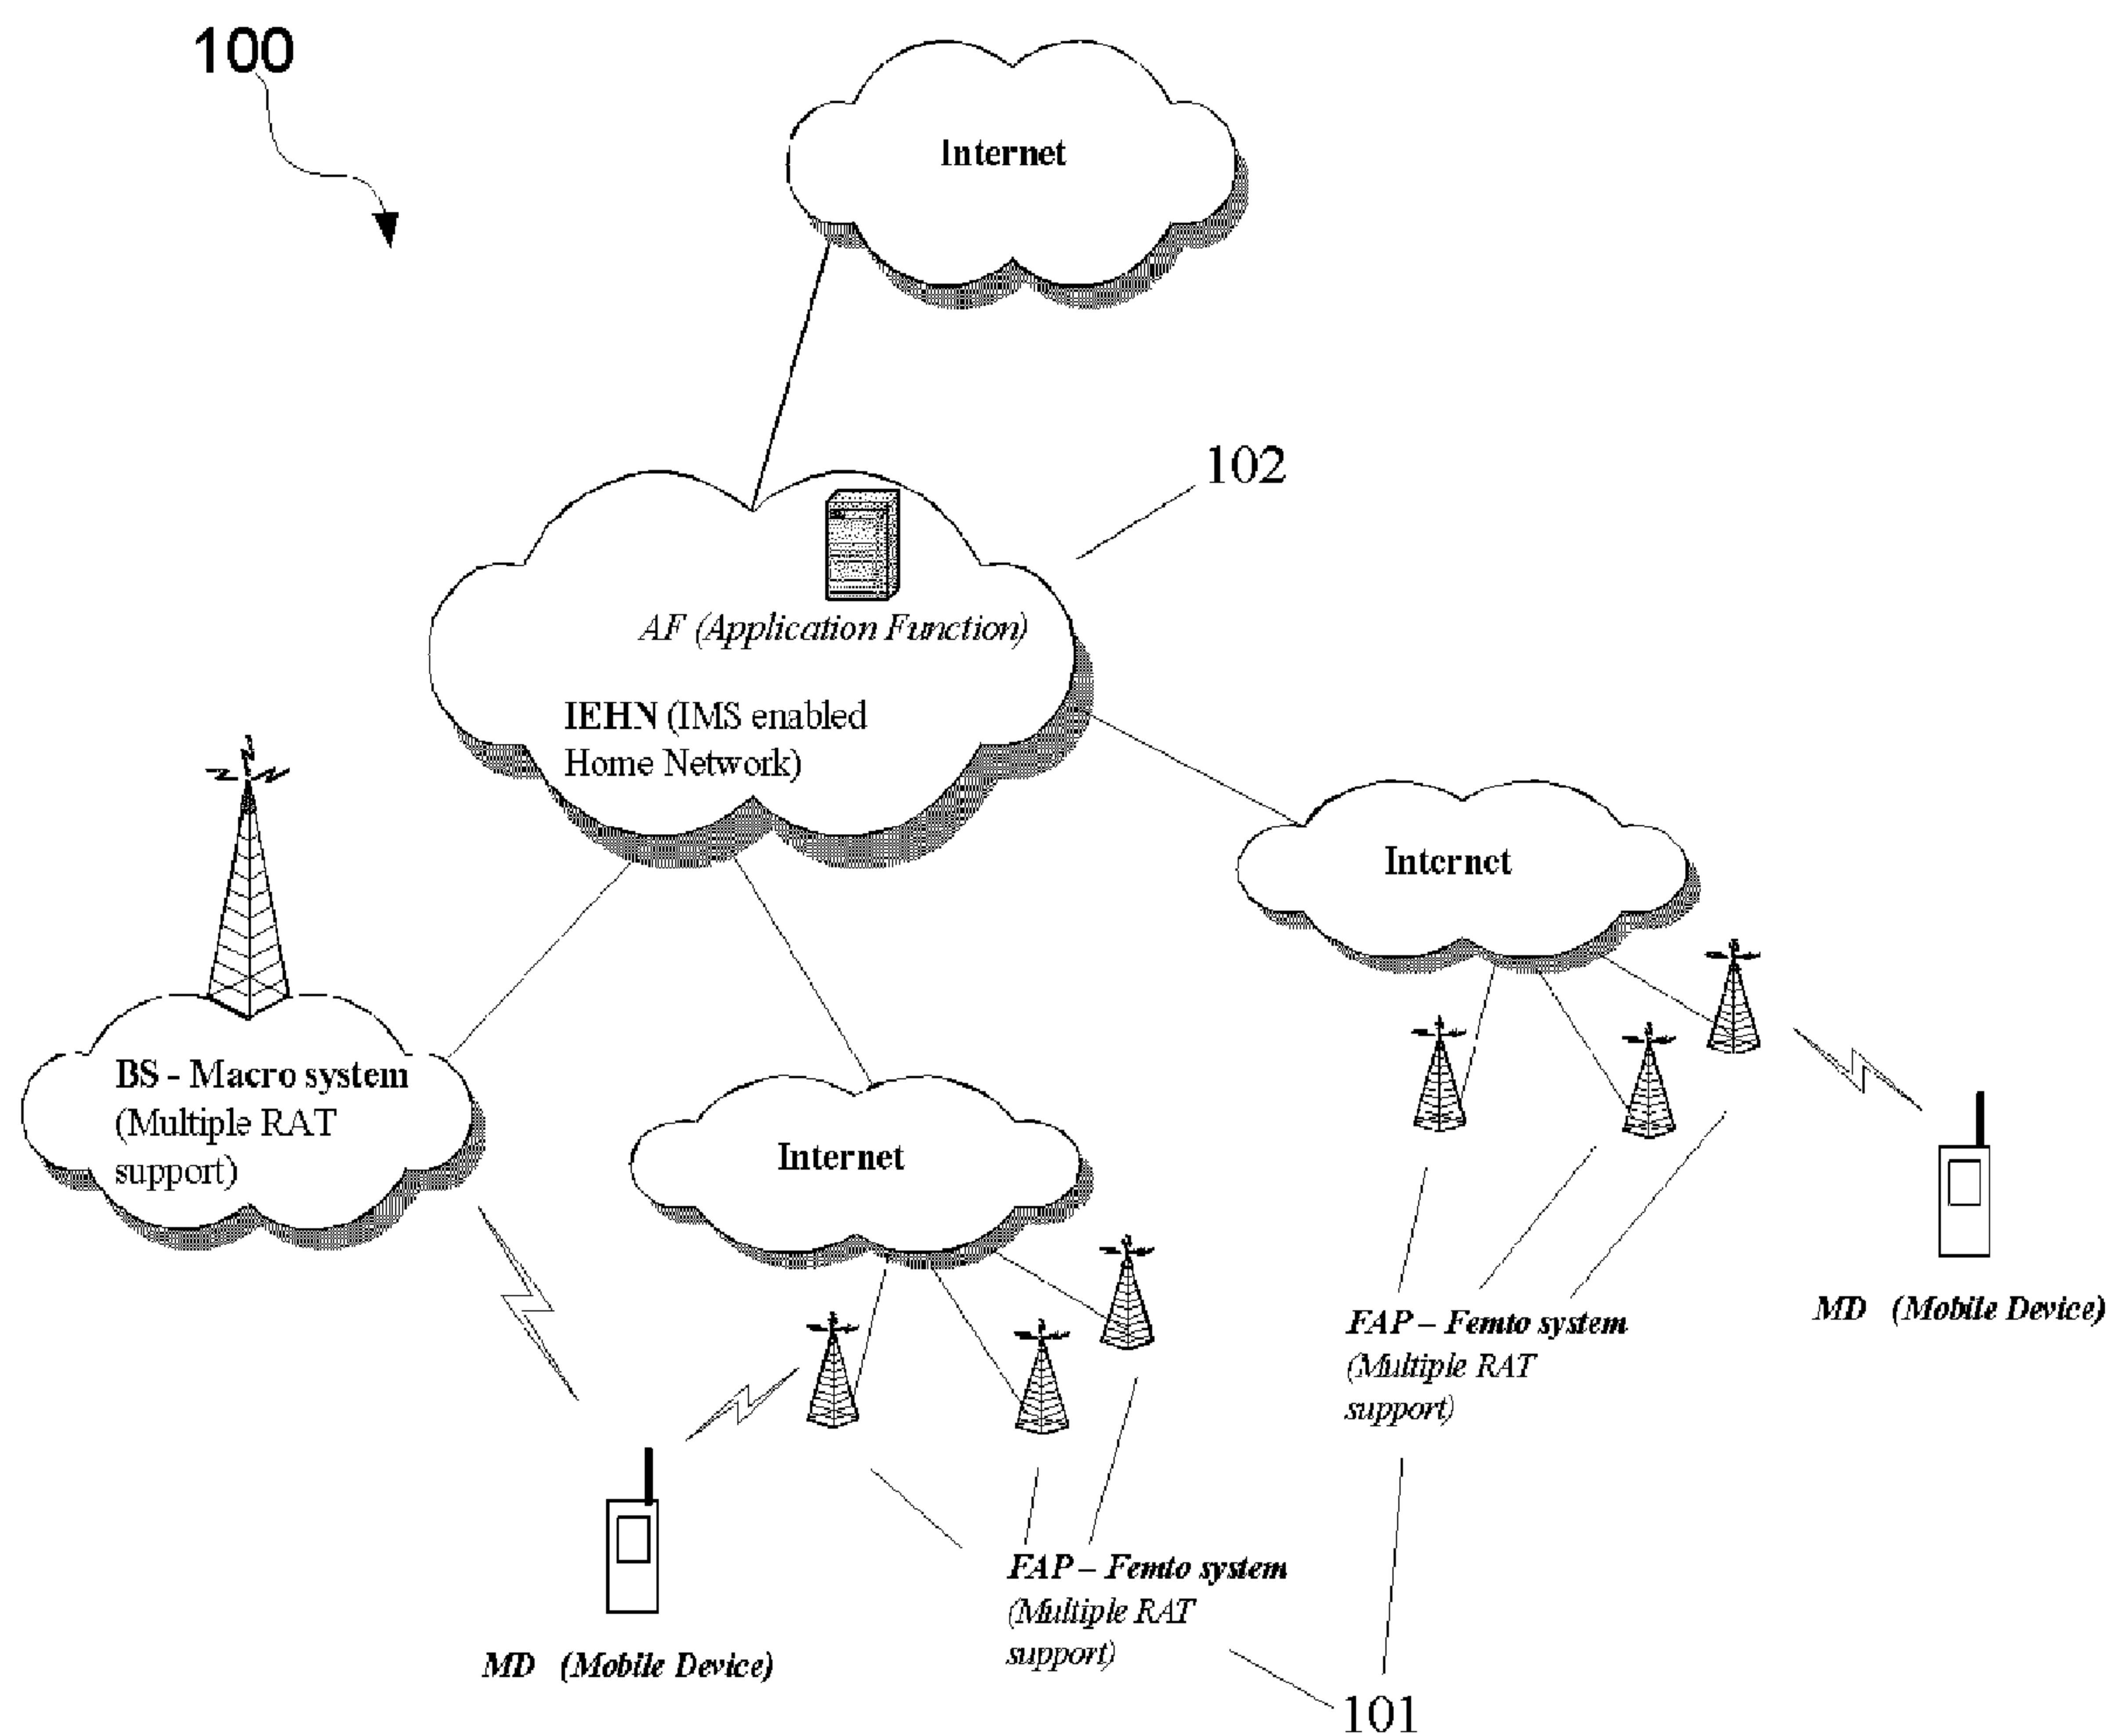 100
Internet
102
AF (Application Function)
IEHN (IMS enabled
Home Network)
Internet
BS - Macro system
(Multiple RAT
support)
Internet
FAP – Femto system
(Multiple RAT
support)
MD (Mobile Device)
FAP – Femto system
(Multiple RAT
support)
MD (Mobile Device)
101